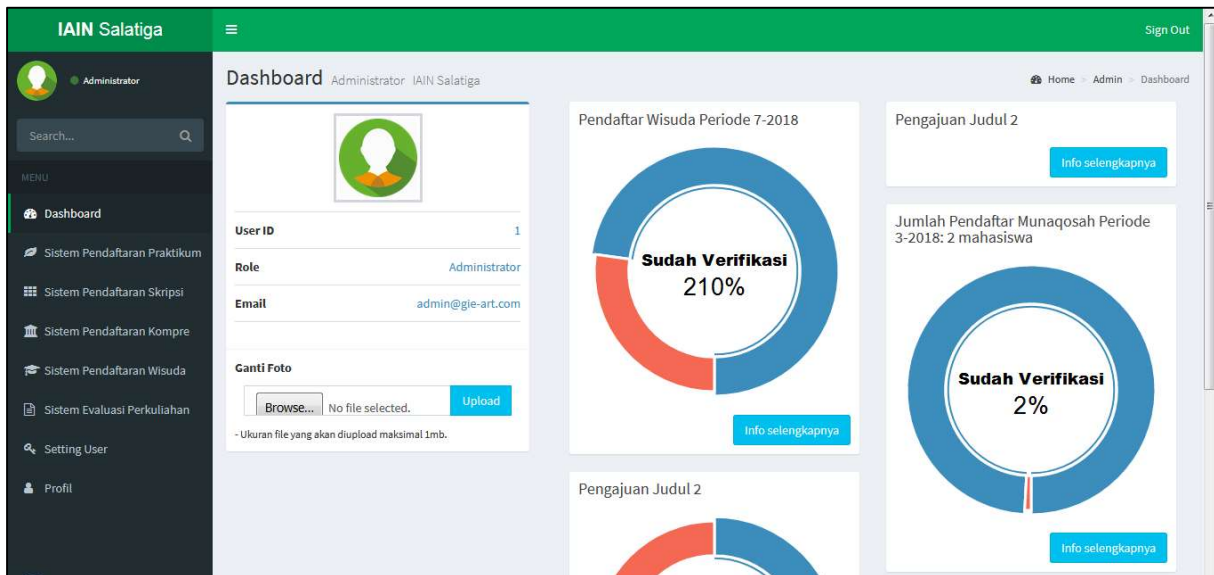 IAIN Salatiga
Sign Out
Administrator
Search...
MENU
Dashboard
Sistem Pendaftaran Praktikum
Sistem Pendaftaran Skripsi
Sistem Pendaftaran Kompre
Sistem Pendaftaran Wisuda
Sistem Evaluasi Perkuliahan
Setting User
Profil
Dashboard Administrator IAIN Salatiga
Home > Admin > Dashboard
User ID 1
Role Administrator
Email admin@gie-art.com
Ganti Foto
Browse... No file selected. Upload
- Ukuran file yang akan diupload maksimal 1mb.
Pendaftar Wisuda Periode 7-2018
Sudah Verifikasi
210%
Info selengkapnya
Pengajuan Judul 2
Pengajuan Judul 2
Info selengkapnya
Jumlah Pendaftar Munaqosah Periode
3-2018: 2 mahasiswa
Sudah Verifikasi
2%
Info selengkapnya